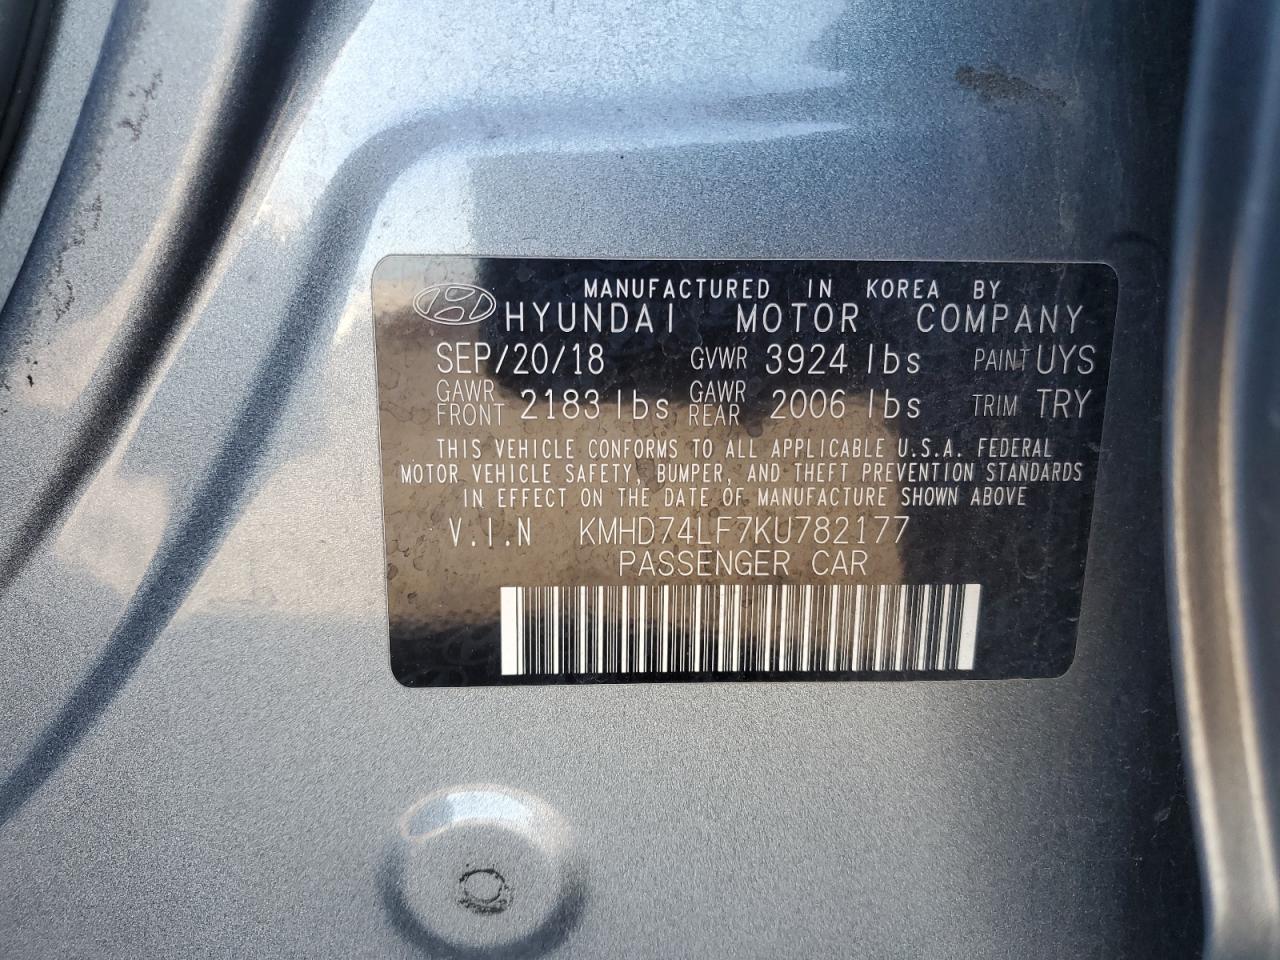 MANUFACTURED IN KOREA BY
HYUNDAI MOTOR COMPANY
SEP/20/18 GVWR 3924 lbs PAINT UYS
GAWR FRONT 2183 lbs GAWR REAR 2006 lbs TRIM TRY
THIS VEHICLE CONFORMS TO ALL APPLICABLE U.S.A. FEDERAL
MOTOR VEHICLE SAFETY, BUMPER, AND THEFT PREVENTION STANDARDS
IN EFFECT ON THE DATE OF MANUFACTURE SHOWN ABOVE
V.I.N KMHD74LF7KU782177
PASSENGER CAR